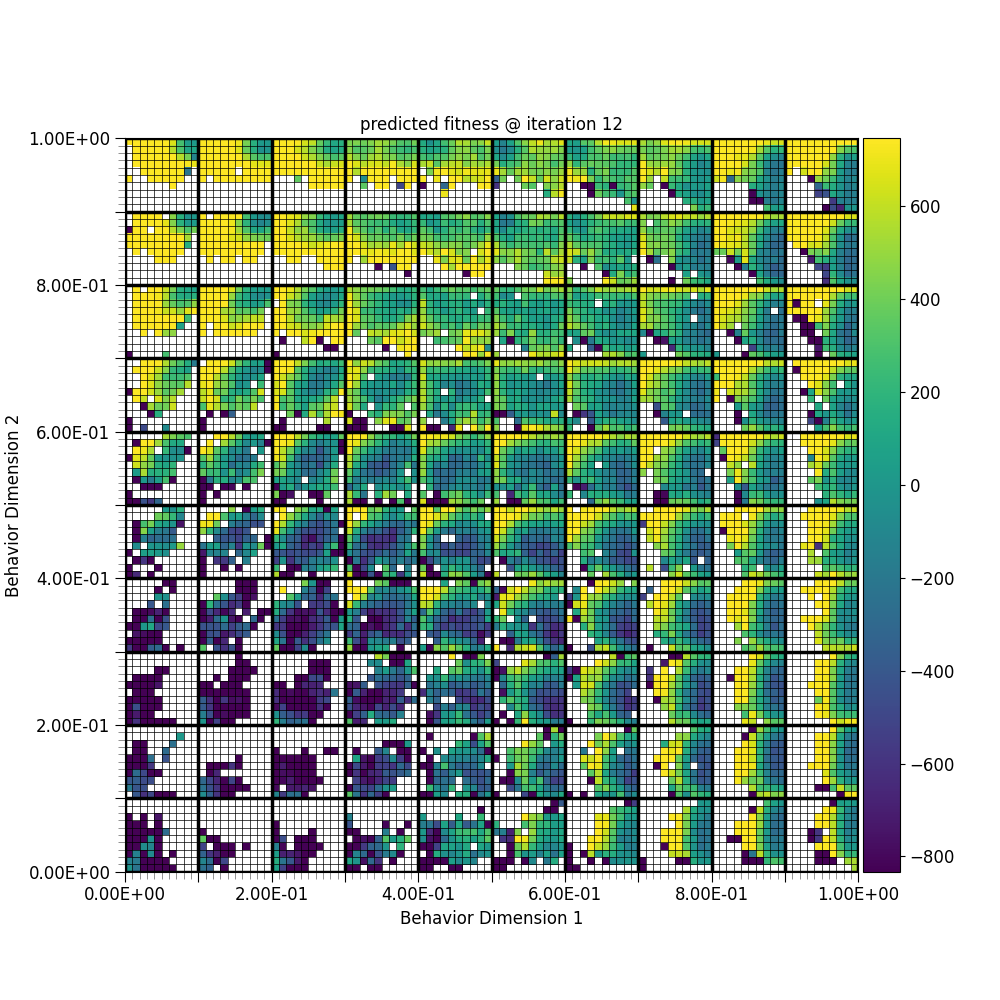 predicted fitness @ iteration 12
1.00E+00
8.00E-01
6.00E-01
4.00E-01
2.00E-01
0.00E+00
Behavior Dimension 2
0.00E+00 2.00E-01 4.00E-01 6.00E-01 8.00E-01 1.00E+00
Behavior Dimension 1
600
400
200
0
−200
−400
−600
−800